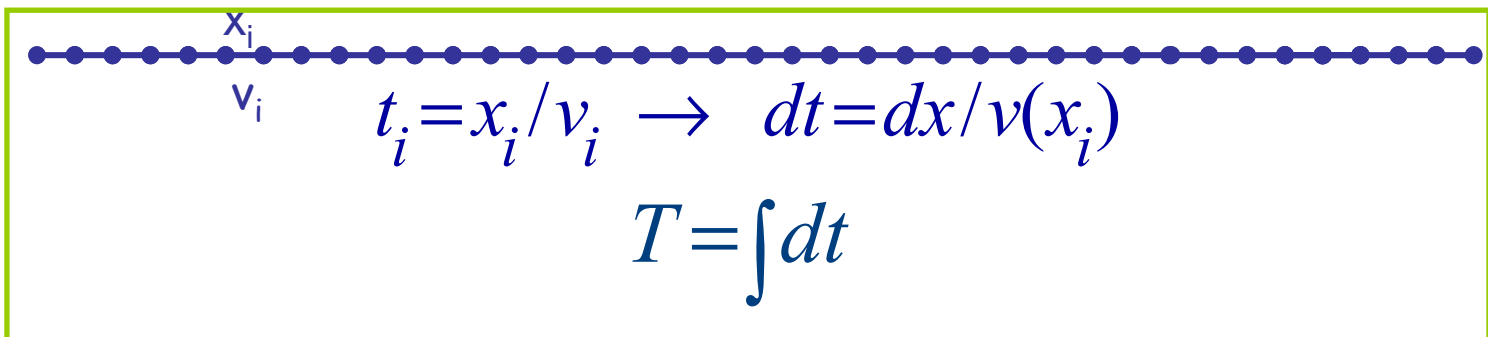 xᵢ
vᵢ
tᵢ=xᵢ/vᵢ → dt=dx/v(xᵢ)
T=∫dt